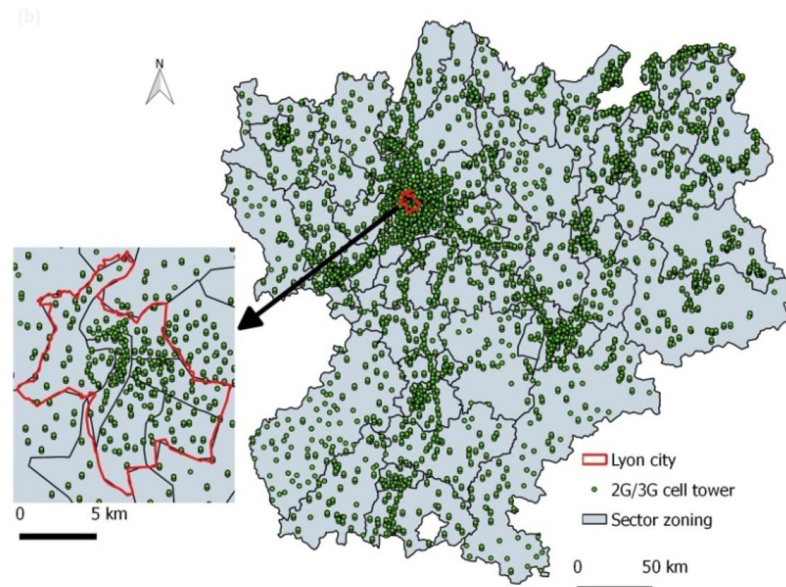 (b)
N
Lyon city
2G/3G cell tower
Sector zoning
0 5 km
0 50 km